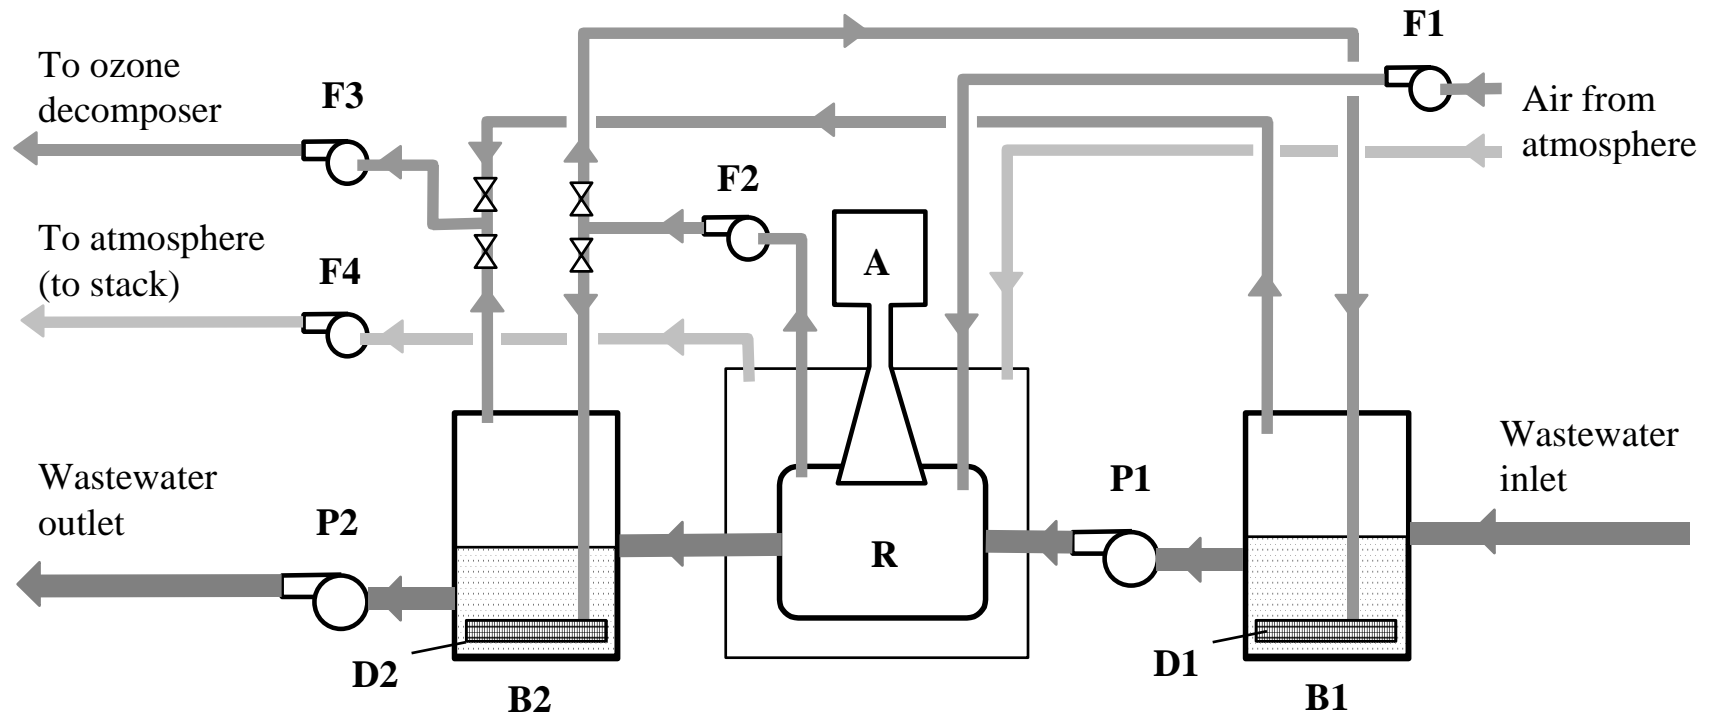 F1
To ozone
decomposer
F3
Air from
atmosphere
F2
To atmosphere
(to stack)
F4
A
Wastewater
inlet
Wastewater
outlet
P2
P1
R
D2
B2
D1
B1